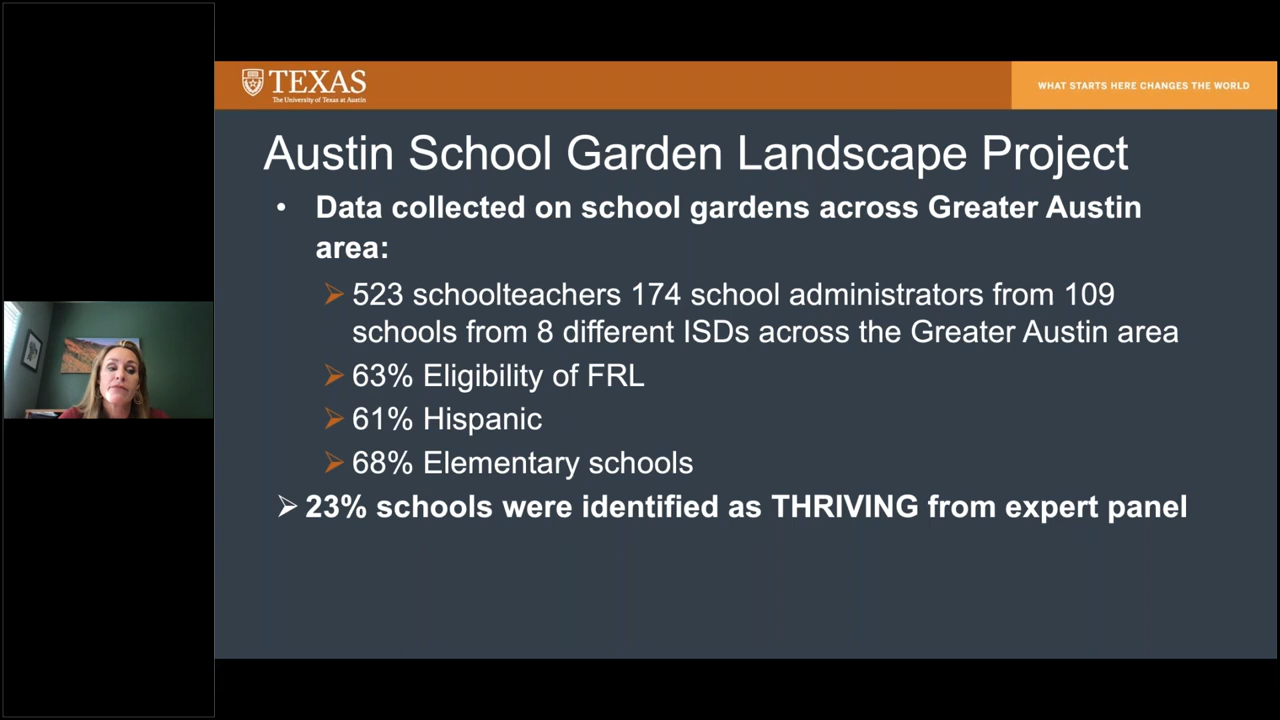 TEXAS
The University of Texas at Austin
WHAT STARTS HERE CHANGES THE WORLD
Austin School Garden Landscape Project
• Data collected on school gardens across Greater Austin
area:
➢ 523 schoolteachers 174 school administrators from 109
schools from 8 different ISDs across the Greater Austin area
➢ 63% Eligibility of FRL
➢ 61% Hispanic
➢ 68% Elementary schools
➢ 23% schools were identified as THRIVING from expert panel